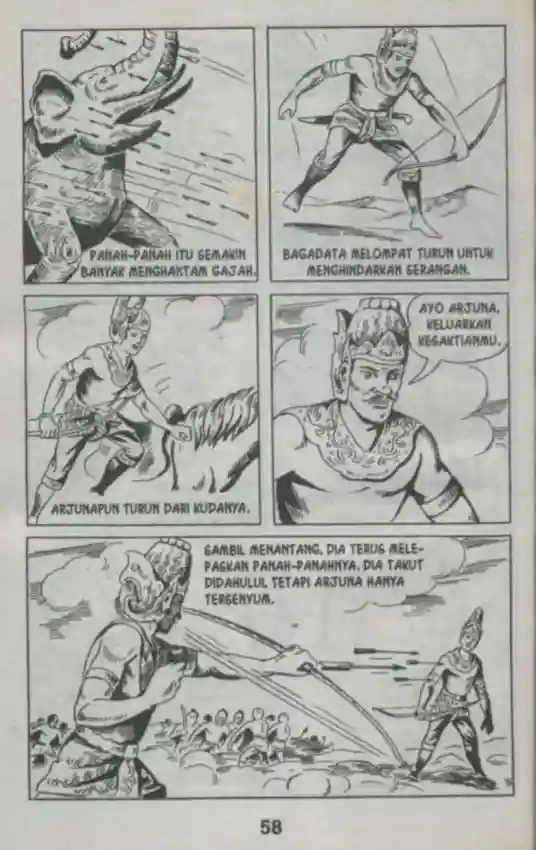 PANAH-PANAH ITU SEMAKIN
BANYAK MENGHANTAM GAJAH.
BAGADATA MELOMPAT TURUN UNTUK
MENGHINDARKAN SERANGAN.
ARJUNAPUN TURUN DARI KUDANYA.
AYO ARJUNA,
KELUARKAN
KESAKTIANMU.
SAMBIL MENANTANG, DIA TERUS MELE-
PASKAN PANAH-PANAHNYA. DIA TAKUT
DIDAHULUI, TETAPI ARJUNA HANYA
TERSENYUM.
58